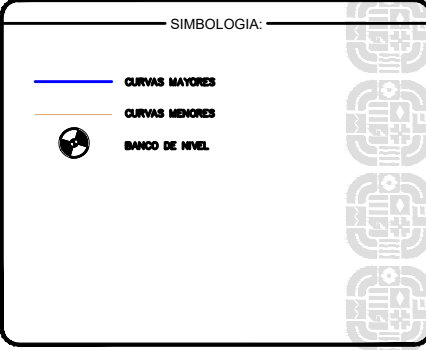 SIMBOLOGIA:
CURVAS MAYORES
CURVAS MENORES
BANCO DE NIVEL